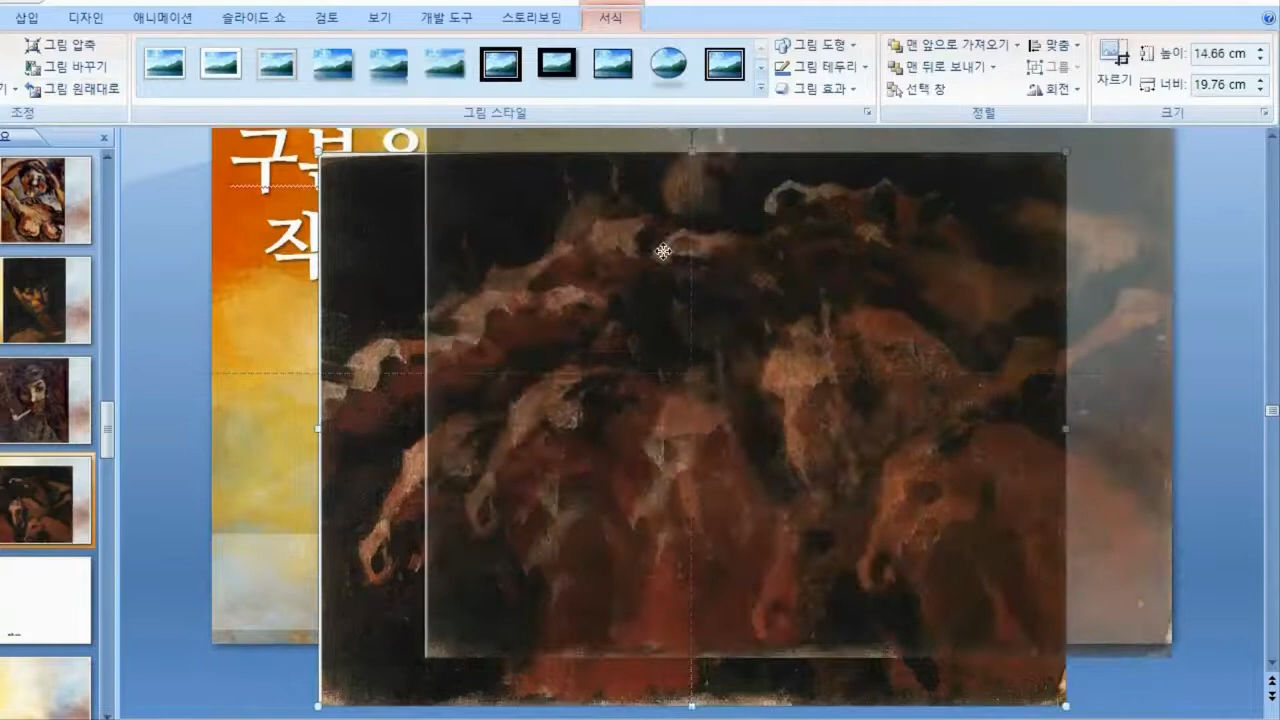 삽입 디자인 애니메이션 슬라이드 쇼 검토 보기 개발 도구 스토리보딩 서식
그림 압축
그림 바꾸기
그림 원래대로
조정
그림 도형
그림 테두리
그림 효과
그림 스타일
맨 앞으로 가져오기
맨 뒤로 보내기
선택 창
맞춤
그룹
회전
정렬
자르기
높이: 14.66 cm
너비: 19.76 cm
크기
요
구본웅
작